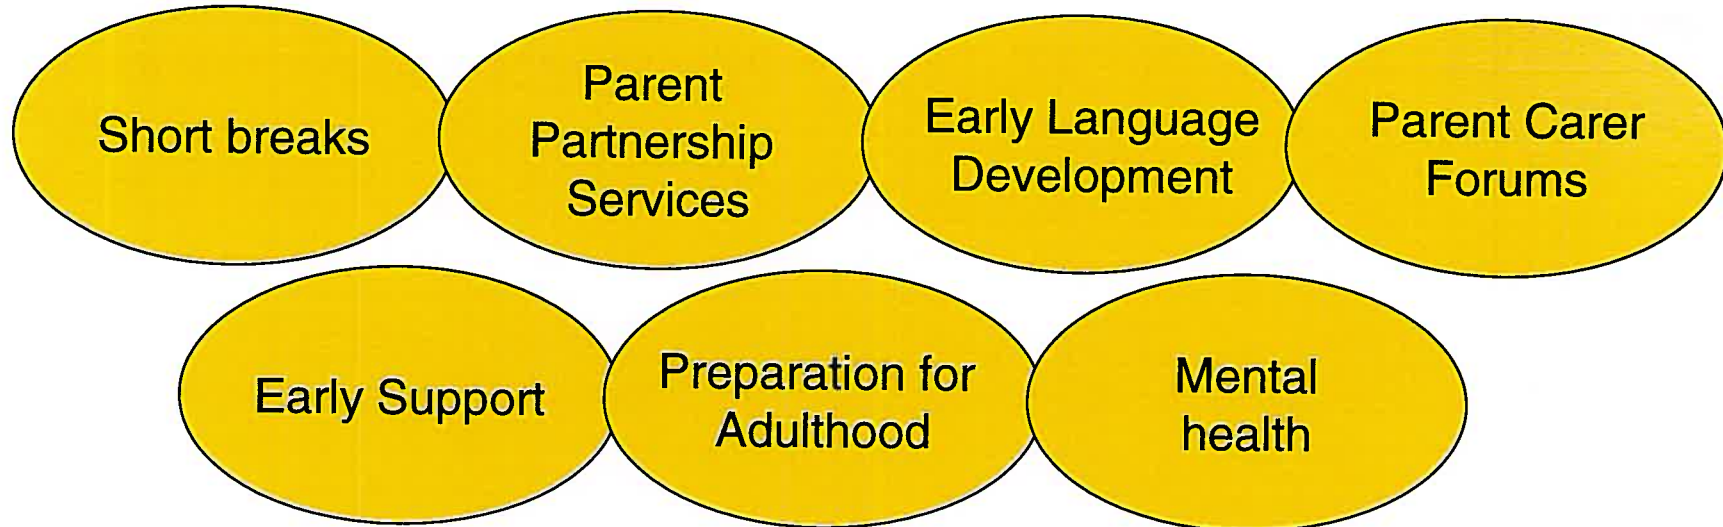 Short breaks
Parent
Partnership
Services
Early Language
Development
Parent Carer
Forums
Early Support
Preparation for
Adulthood
Mental
health